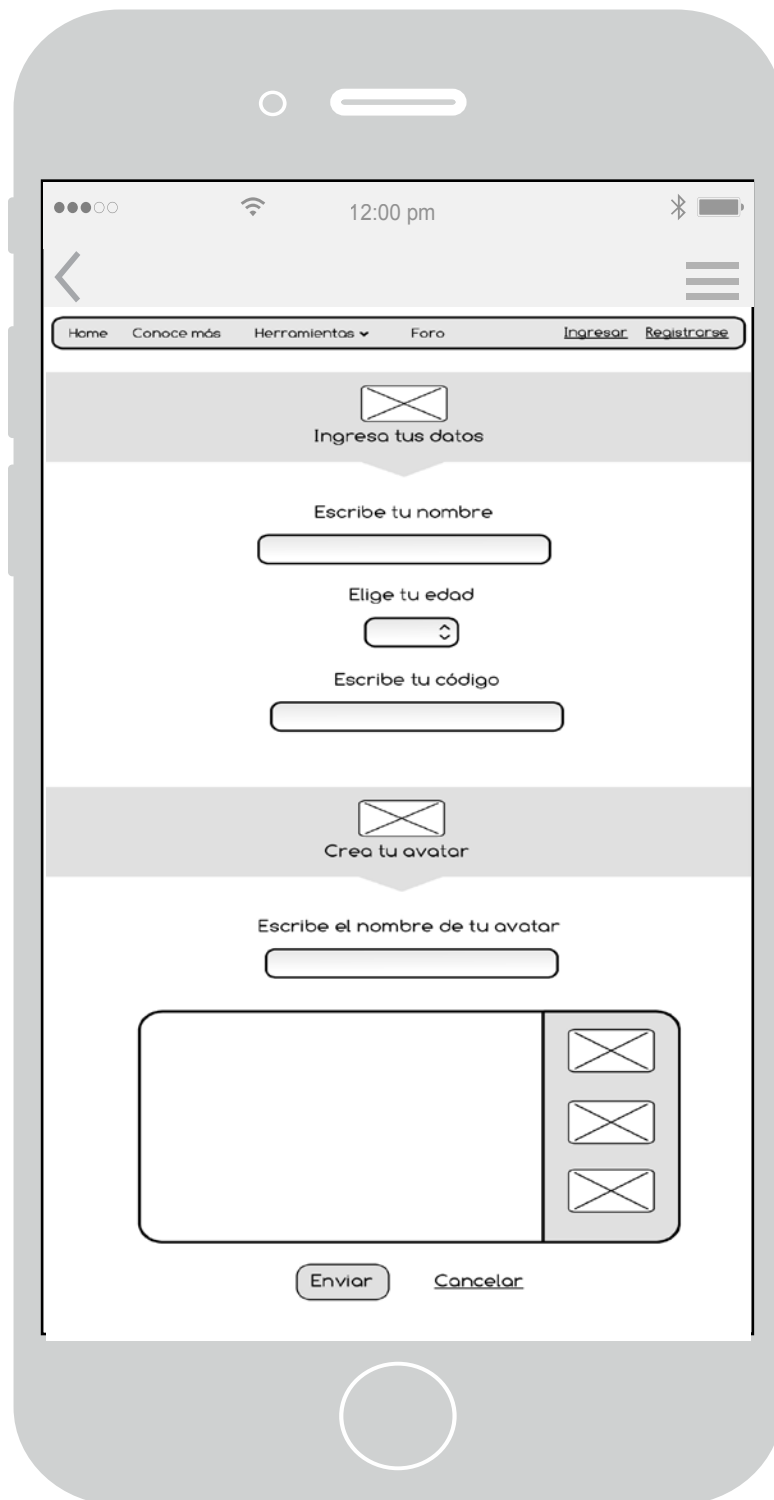 12:00 pm
Home Conoce más Herramientas Foro Ingresar Registrarse
Ingresa tus datos
Escribe tu nombre
Elige tu edad
Escribe tu código
Crea tu avatar
Escribe el nombre de tu avatar
Enviar Cancelar